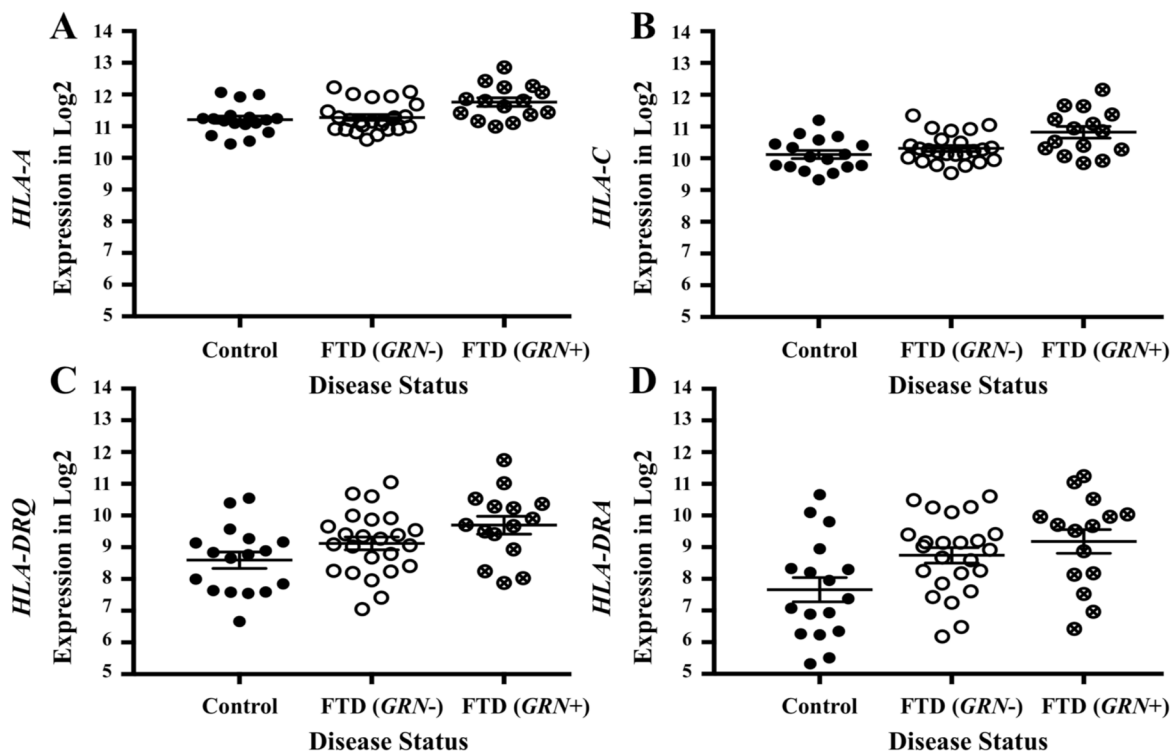 A
HLA-A
Expression in Log2
14
13
12
11
10
9
8
7
6
5
Control
FTD (GRN-)
FTD (GRN+)
Disease Status
B
HLA-C
Expression in Log2
14
13
12
11
10
9
8
7
6
5
Control
FTD (GRN-)
FTD (GRN+)
Disease Status
C
HLA-DRQ
Expression in Log2
14
13
12
11
10
9
8
7
6
5
Control
FTD (GRN-)
FTD (GRN+)
Disease Status
D
HLA-DRA
Expression in Log2
14
13
12
11
10
9
8
7
6
5
Control
FTD (GRN-)
FTD (GRN+)
Disease Status